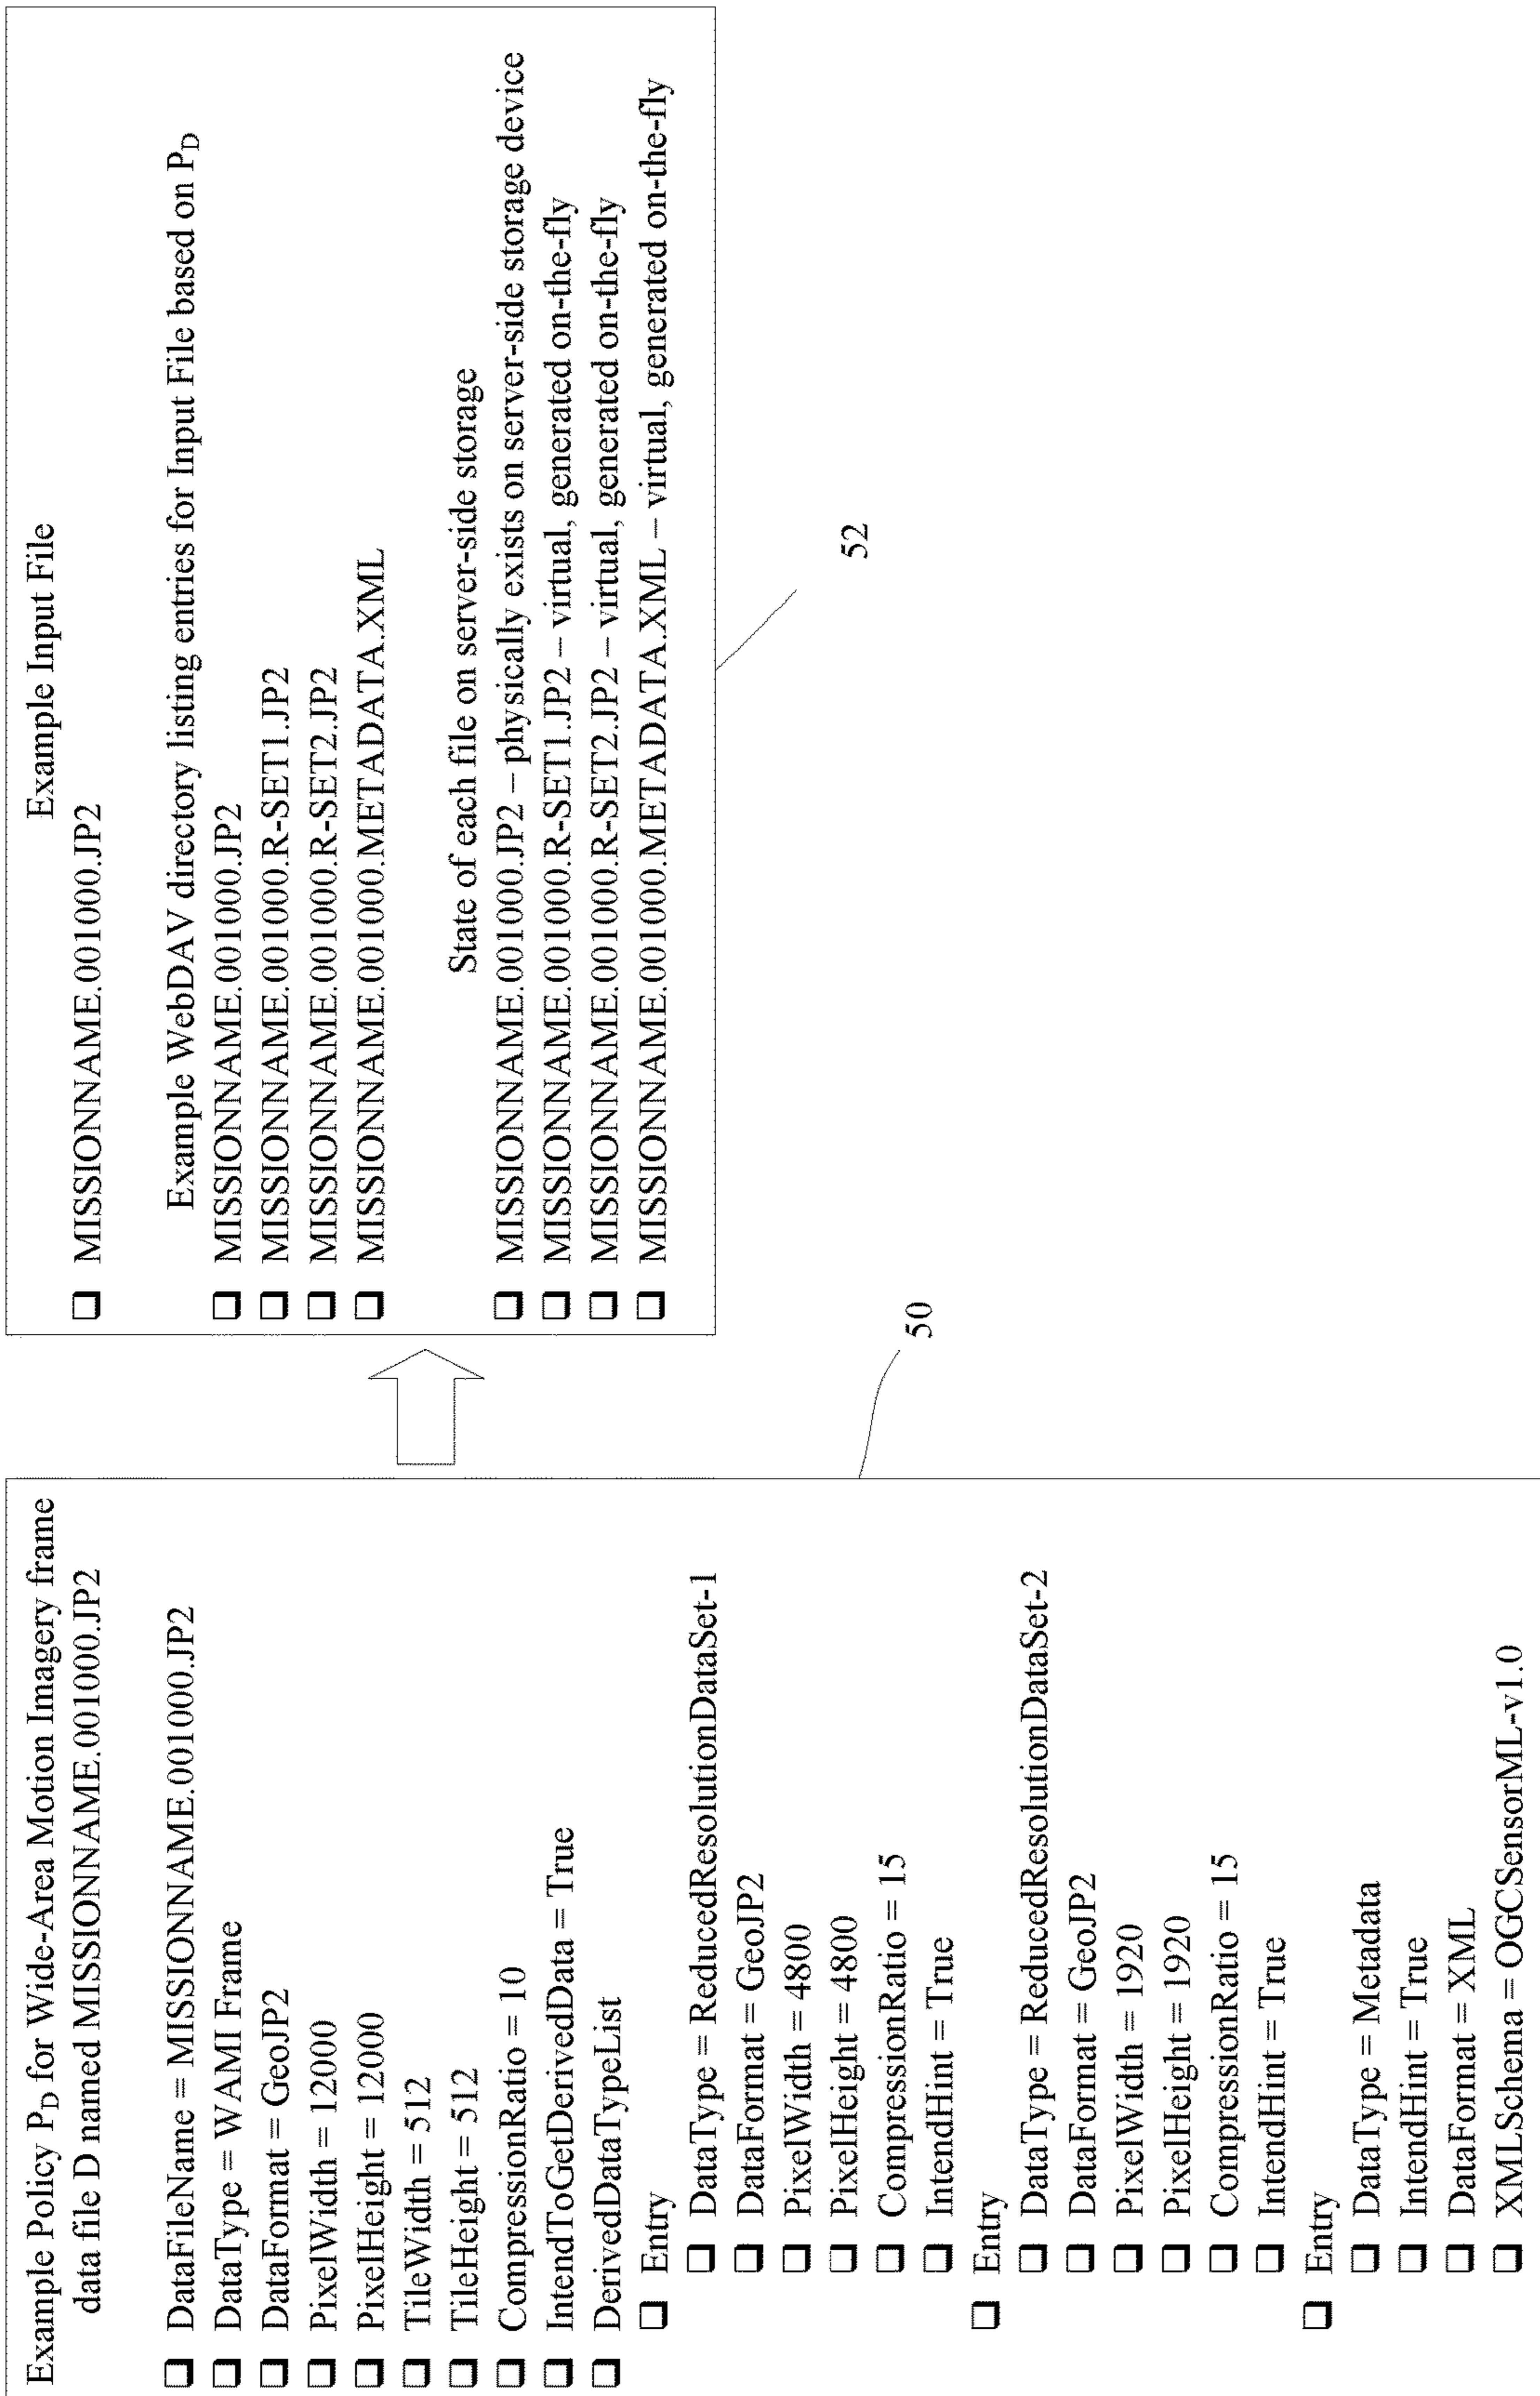 Example Policy PD for Wide-Area Motion Imagery frame
data file D named MISSIONNAME.001000.JP2
❑ DataFileName = MISSIONNAME.001000.JP2
❑ DataType = WAMI Frame
❑ DataFormat = GeoJP2
❑ PixelWidth = 12000
❑ PixelHeight = 12000
❑ TileWidth = 512
❑ TileHeight = 512
❑ CompressionRatio = 10
❑ IntendToGetDerivedData = True
❑ DerivedDataTypeList
❑ Entry
❑ DataType = ReducedResolutionDataSet-1
❑ DataFormat = GeoJP2
❑ PixelWidth = 4800
❑ PixelHeight = 4800
❑ CompressionRatio = 15
❑ IntendHint = True
❑ Entry
❑ DataType = ReducedResolutionDataSet-2
❑ DataFormat = GeoJP2
❑ PixelWidth = 1920
❑ PixelHeight = 1920
❑ CompressionRatio = 15
❑ IntendHint = True
❑ Entry
❑ DataType = Metadata
❑ IntendHint = True
❑ DataFormat = XML
❑ XMLSchema = OGCSensorML-v1.0
50
Example Input File
❑ MISSIONNAME.001000.JP2
Example WebDAV directory listing entries for Input File based on PD
❑ MISSIONNAME.001000.JP2
❑ MISSIONNAME.001000.R-SET1.JP2
❑ MISSIONNAME.001000.R-SET2.JP2
❑ MISSIONNAME.001000.METADATA.XML
State of each file on server-side storage
❑ MISSIONNAME.001000.JP2 – physically exists on server-side storage device
❑ MISSIONNAME.001000.R-SET1.JP2 – virtual, generated on-the-fly
❑ MISSIONNAME.001000.R-SET2.JP2 – virtual, generated on-the-fly
❑ MISSIONNAME.001000.METADATA.XML – virtual, generated on-the-fly
52